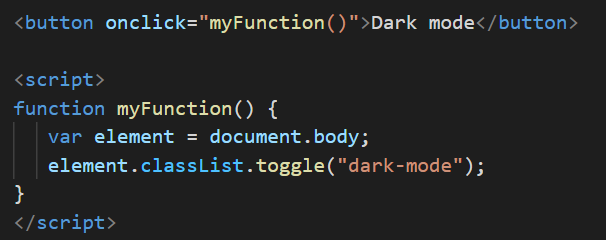 <button onclick="myFunction()">Dark mode</button>
<script>
function myFunction() {
var element = document.body;
element.classList.toggle("dark-mode");
}
</script>